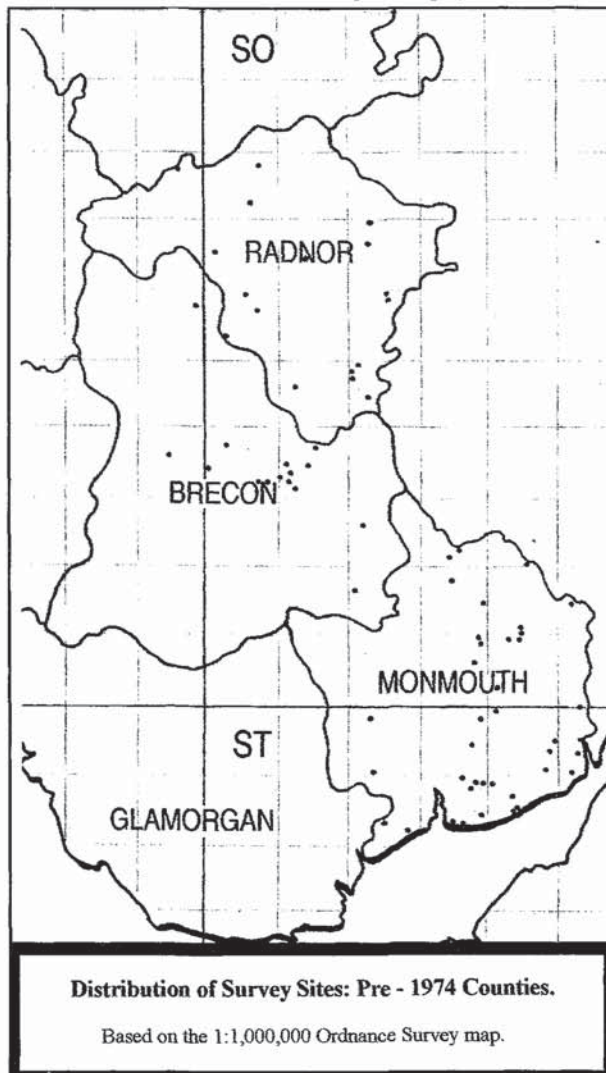 SO
RADNOR
BRECON
MONMOUTH
ST
GLAMORGAN
Distribution of Survey Sites: Pre - 1974 Counties.
Based on the 1:1,000,000 Ordnance Survey map.